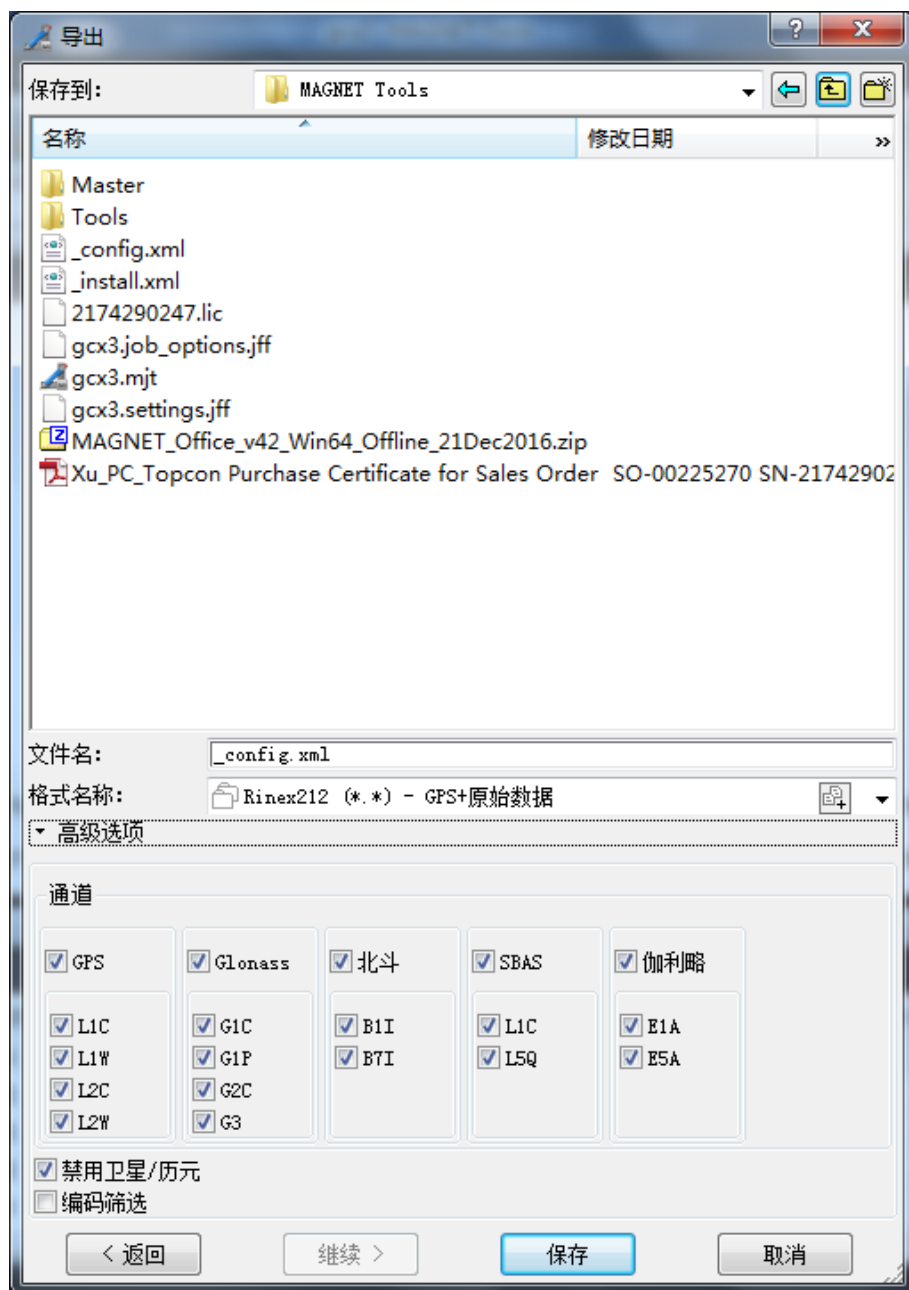 导出
保存到: MAGNET Tools
名称 修改日期 »
Master
Tools
_config.xml
_install.xml
2174290247.lic
gcx3.job_options.jff
gcx3.mjt
gcx3.settings.jff
MAGNET_Office_v42_Win64_Offline_21Dec2016.zip
Xu_PC_Topcon Purchase Certificate for Sales Order SO-00225270 SN-21742902
文件名: _config.xml
格式名称: Rinex212 (*.*) - GPS+原始数据
高级选项
通道
GPS Glonass 北斗 SBAS 伽利略
L1C G1C B1I L1C E1A
L1W G1P B7I L5Q E5A
L2C G2C
L2W G3
禁用卫星/历元
编码筛选
< 返回 继续 > 保存 取消